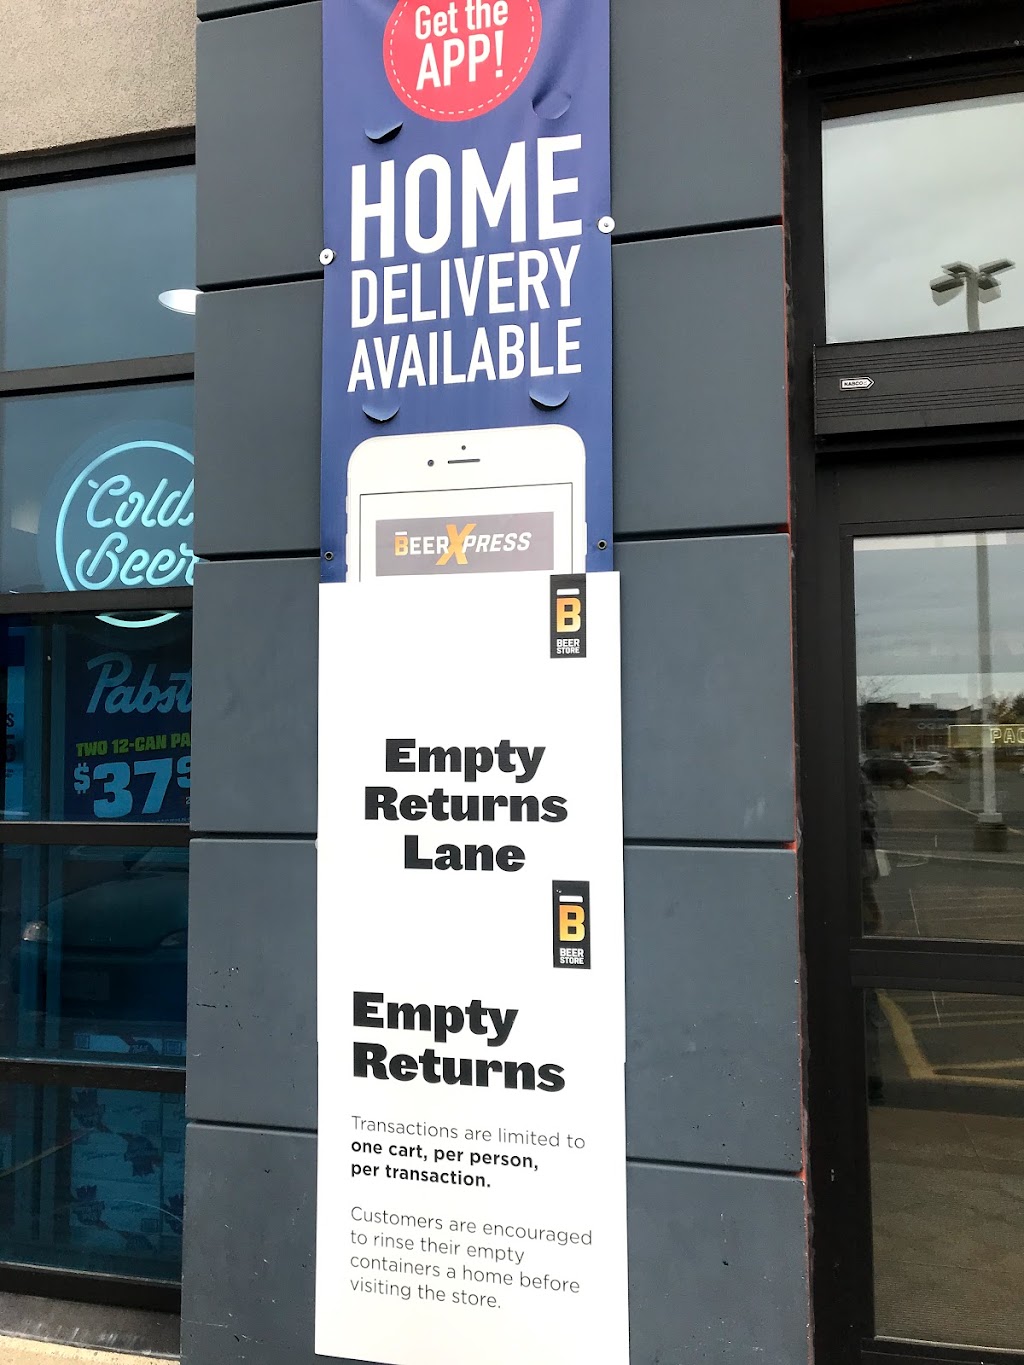 Get the
APP!
HOME
DELIVERY
AVAILABLE
BEERXPRESS
B
BEER
STORE
Empty
Returns
Lane
B
BEER
STORE
Empty
Returns
Transactions are limited to
one cart, per person,
per transaction.
Customers are encouraged
to rinse their empty
containers a home before
visiting the store.
Cold
Beer
Pabst
TWO 12-CAN PA
$37
NABCO
PAC